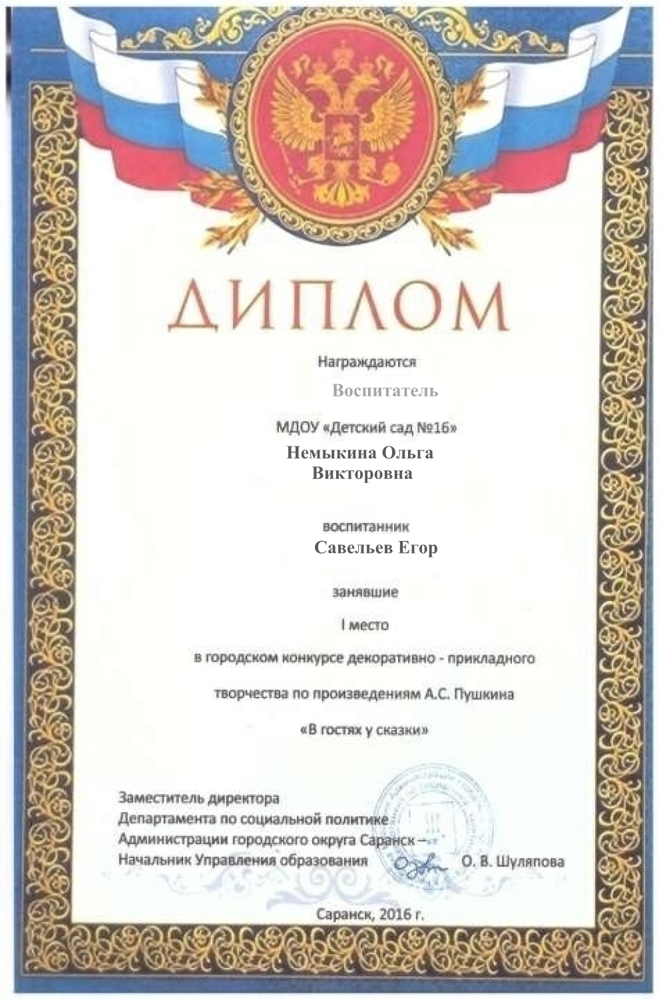 ДИПЛОМ
Награждаются
Воспитатель
МДОУ «Детский сад №16»
Немыкина Ольга
Викторовна
воспитанник
Савельев Егор
занявшие
I место
в городском конкурсе декоративно - прикладного
творчества по произведениям А.С. Пушкина
«В гостях у сказки»
Заместитель директора
Департамента по социальной политике
Администрации городского округа Саранск –
Начальник Управления образования О. В. Шуляпова
Саранск, 2016 г.